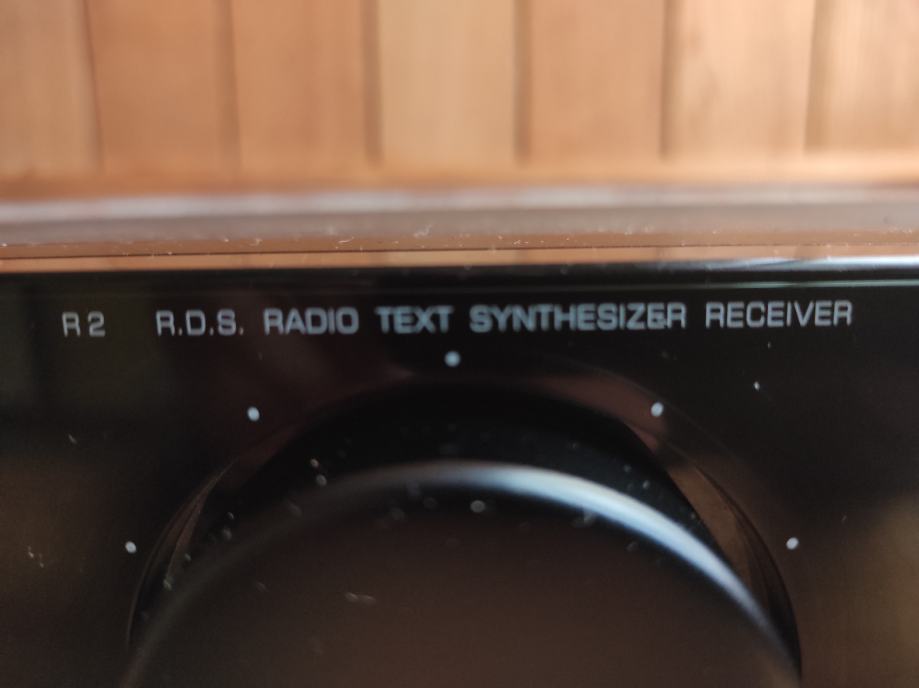 R2 R.D.S. RADIO TEXT SYNTHESIZER RECEIVER